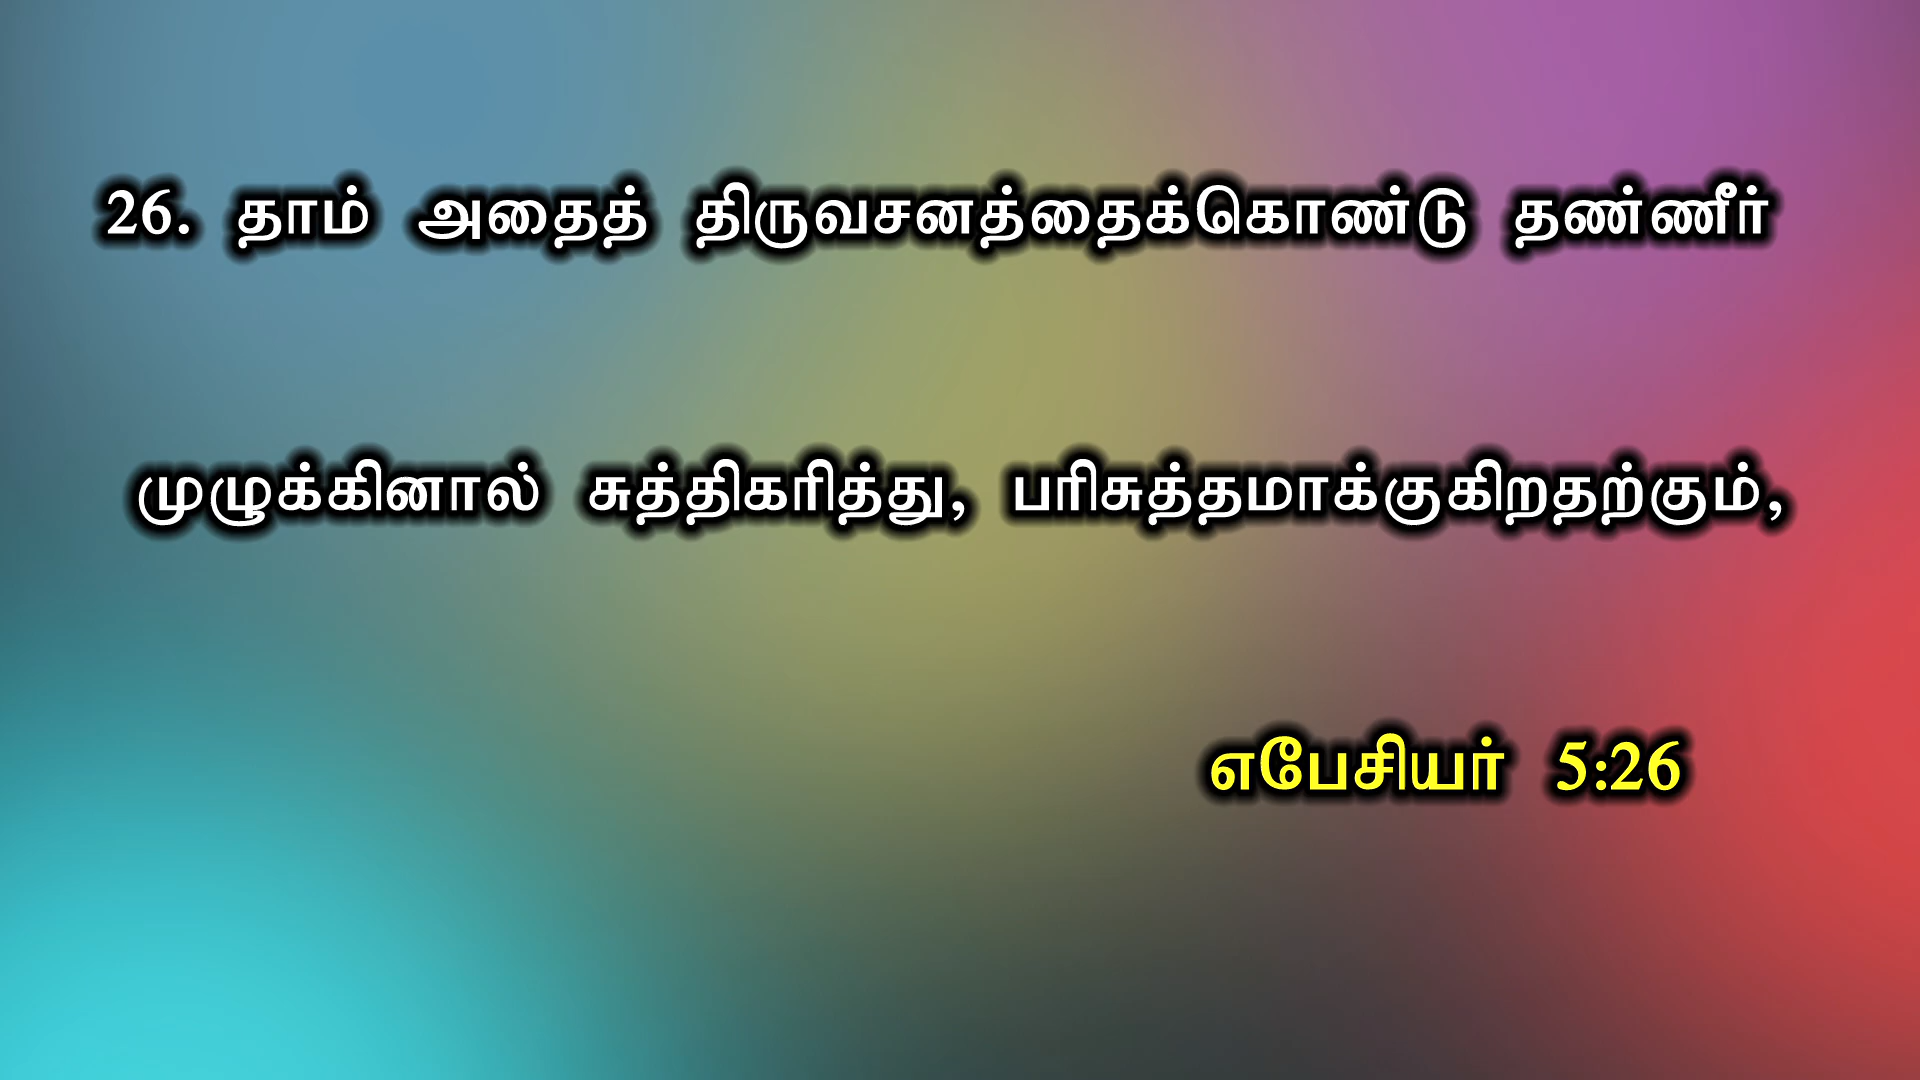 26. தாம் அதைத் திருவசனத்தைக்கொண்டு தண்ணீர்
முழுக்கினால் சுத்திகரித்து, பரிசுத்தமாக்குகிறதற்கும்,
எபேசியர் 5:26